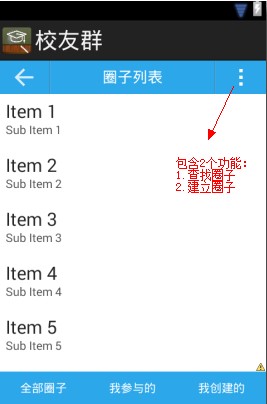 校友群
圈子列表
Item 1
Sub Item 1
Item 2
Sub Item 2
包含2个功能：
1.查找圈子
2.建立圈子
Item 3
Sub Item 3
Item 4
Sub Item 4
Item 5
Sub Item 5
全部圈子 我参与的 我创建的